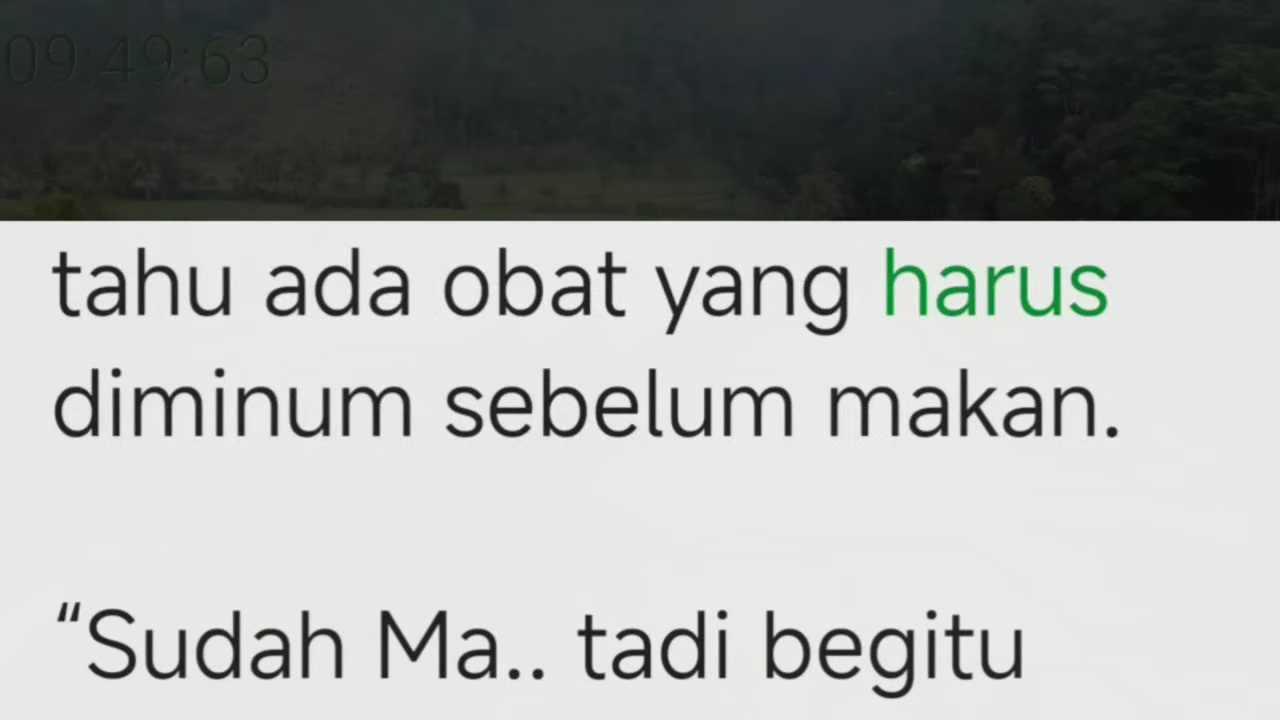 09:49:63
tahu ada obat yang harus
diminum sebelum makan.
“Sudah Ma.. tadi begitu